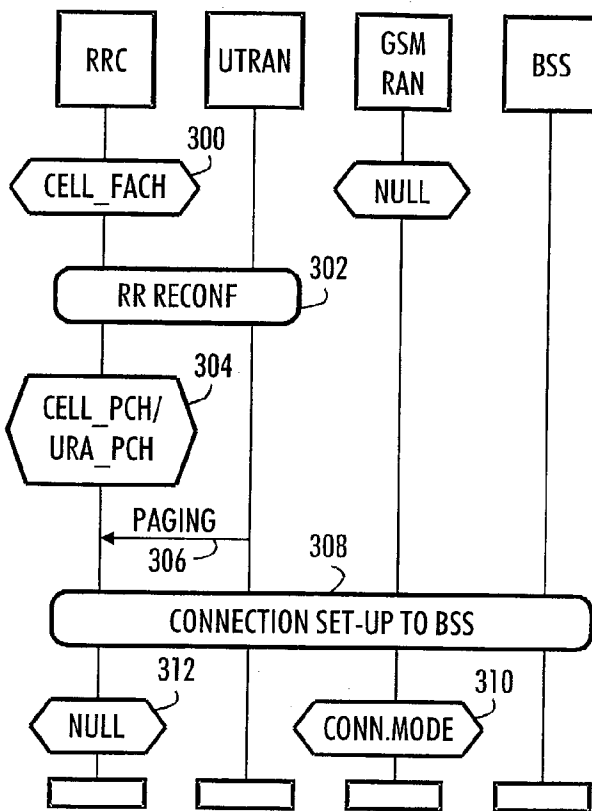 RRC
UTRAN
GSM
RAN
BSS
300
CELL_FACH
NULL
RR RECONF
302
304
CELL_PCH/
URA_PCH
PAGING
306
308
CONNECTION SET-UP TO BSS
312
310
NULL
CONN.MODE